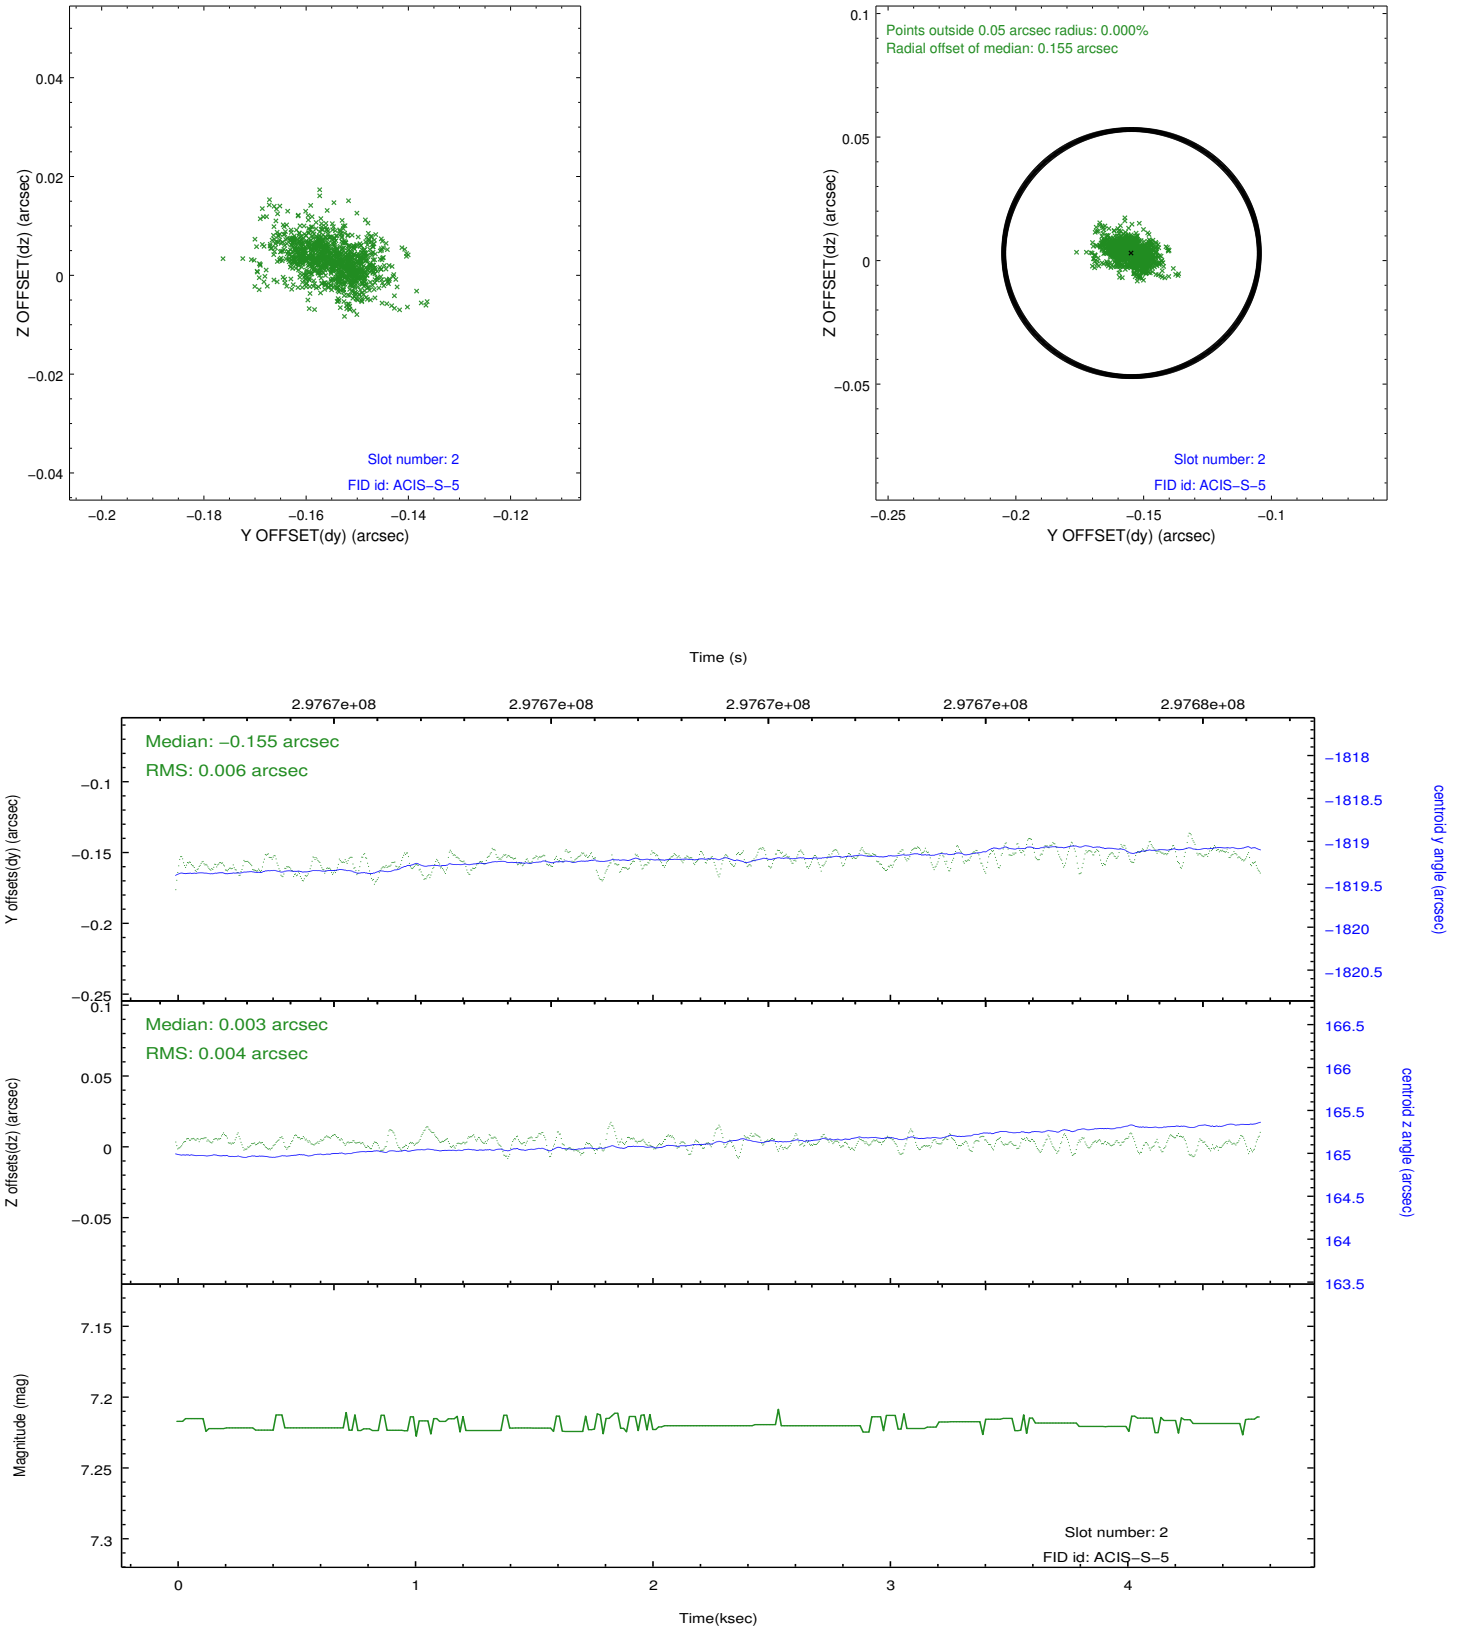 0.04
0.02
0
−0.02
−0.04
Z OFFSET(dz) (arcsec)
Slot number: 2
FID id: ACIS−S−5
−0.2 −0.18 −0.16 −0.14 −0.12
Y OFFSET(dy) (arcsec)
Points outside 0.05 arcsec radius: 0.000%
Radial offset of median: 0.155 arcsec
0.1
0.05
0
−0.05
Z OFFSET(dz) (arcsec)
Slot number: 2
FID id: ACIS−S−5
−0.25 −0.2 −0.15 −0.1
Y OFFSET(dy) (arcsec)
Time (s)
2.9767e+08 2.9767e+08 2.9767e+08 2.9767e+08 2.9768e+08
Median: −0.155 arcsec
RMS: 0.006 arcsec
−0.1
−0.15
−0.2
−0.25
Y offsets(dy) (arcsec)
−1818
−1818.5
−1819
−1819.5
−1820
−1820.5
centroid y angle (arcsec)
Median: 0.003 arcsec
RMS: 0.004 arcsec
0.1
0.05
0
−0.05
Z offsets(dz) (arcsec)
166.5
166
165.5
165
164.5
164
163.5
centroid z angle (arcsec)
7.15
7.2
7.25
7.3
Magnitude (mag)
Slot number: 2
FID id: ACIS−S−5
0 1 2 3 4
Time(ksec)